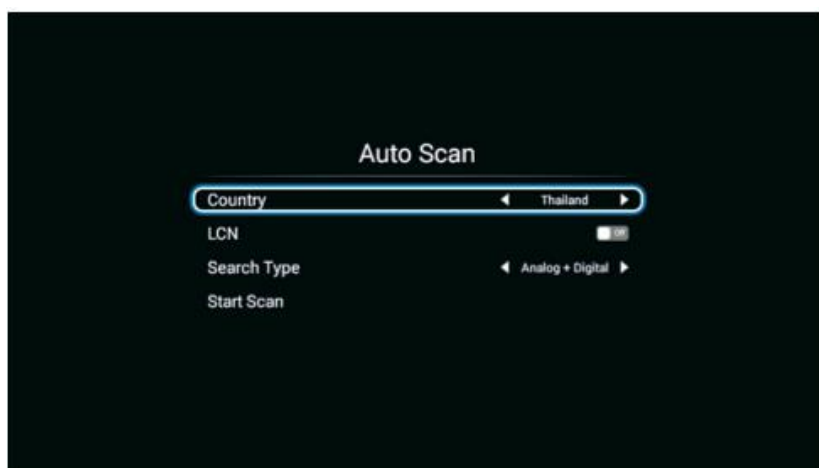 Auto Scan
Country Thailand
LCN Off
Search Type Analog + Digital
Start Scan